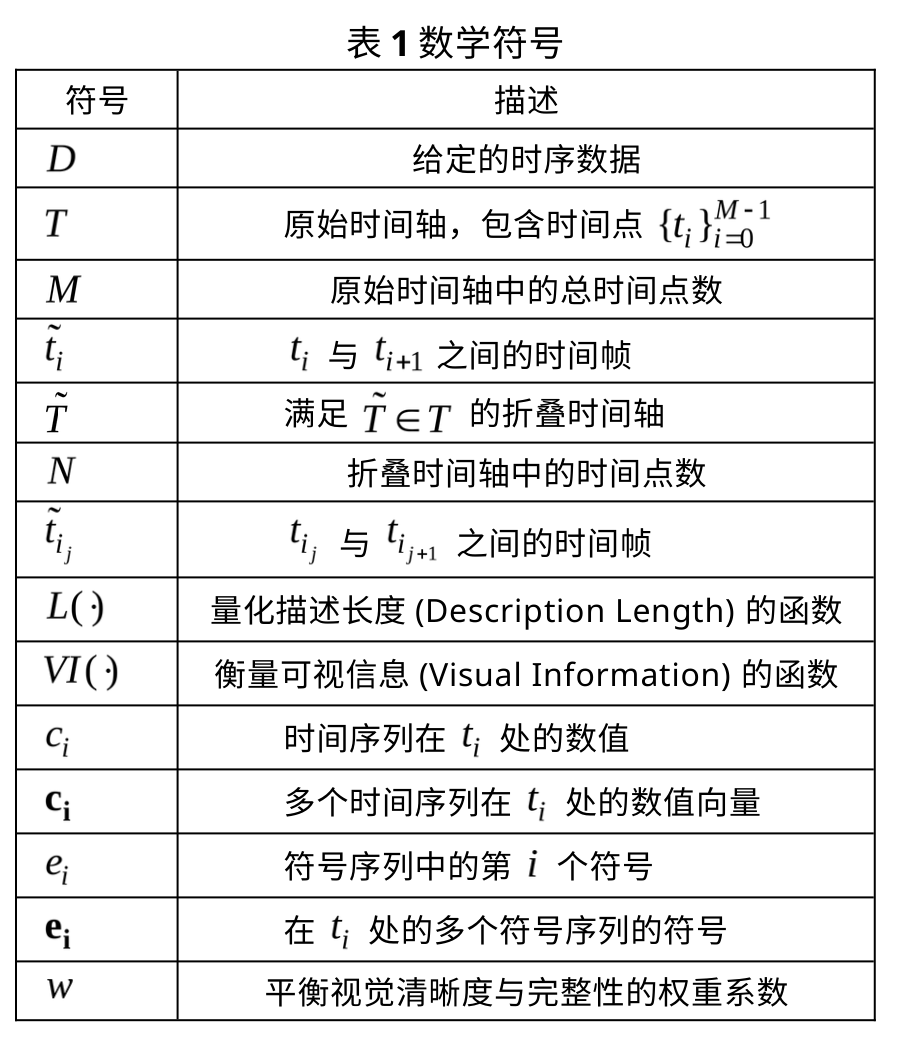 表 1 数学符号
符号 描述
D 给定的时序数据
T 原始时间轴，包含时间点 {t_i}_{i=0}^{M-1}
M 原始时间轴中的总时间点数
t̃_i t_i 与 t_{i+1} 之间的时间帧
T̃ 满足 T̃ ∈ T 的折叠时间轴
N 折叠时间轴中的时间点数
t̃_{i_j} t_{i_j} 与 t_{i_{j+1}} 之间的时间帧
L(·) 量化描述长度 (Description Length) 的函数
VI(·) 衡量可视信息 (Visual Information) 的函数
c_i 时间序列在 t_i 处的数值
𝐜_𝐢 多个时间序列在 t_i 处的数值向量
e_i 符号序列中的第 i 个符号
𝐞_𝐢 在 t_i 处的多个符号序列的符号
w 平衡视觉清晰度与完整性的权重系数